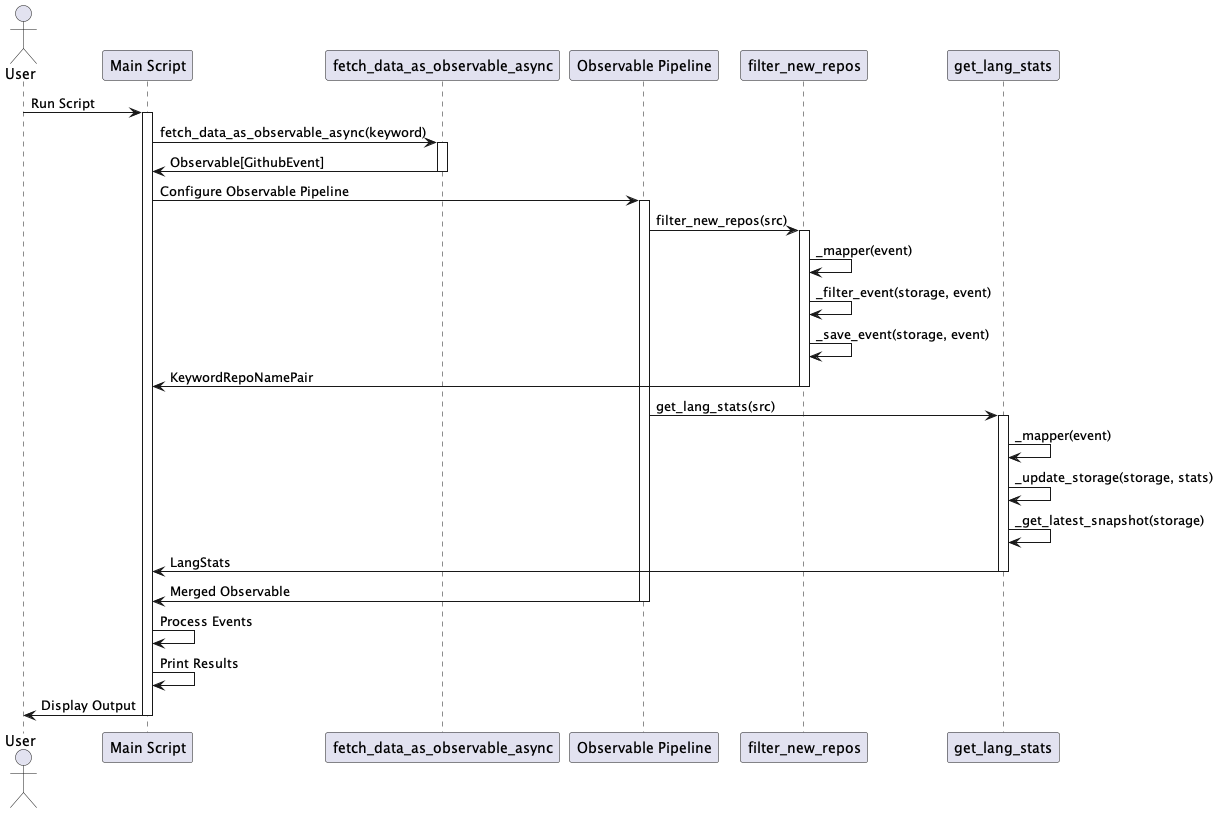 User
Main Script
fetch_data_as_observable_async
Observable Pipeline
filter_new_repos
get_lang_stats
Run Script
fetch_data_as_observable_async(keyword)
Observable[GithubEvent]
Configure Observable Pipeline
filter_new_repos(src)
_mapper(event)
_filter_event(storage, event)
_save_event(storage, event)
KeywordRepoNamePair
get_lang_stats(src)
_mapper(event)
_update_storage(storage, stats)
_get_latest_snapshot(storage)
LangStats
Merged Observable
Process Events
Print Results
Display Output
User
Main Script
fetch_data_as_observable_async
Observable Pipeline
filter_new_repos
get_lang_stats